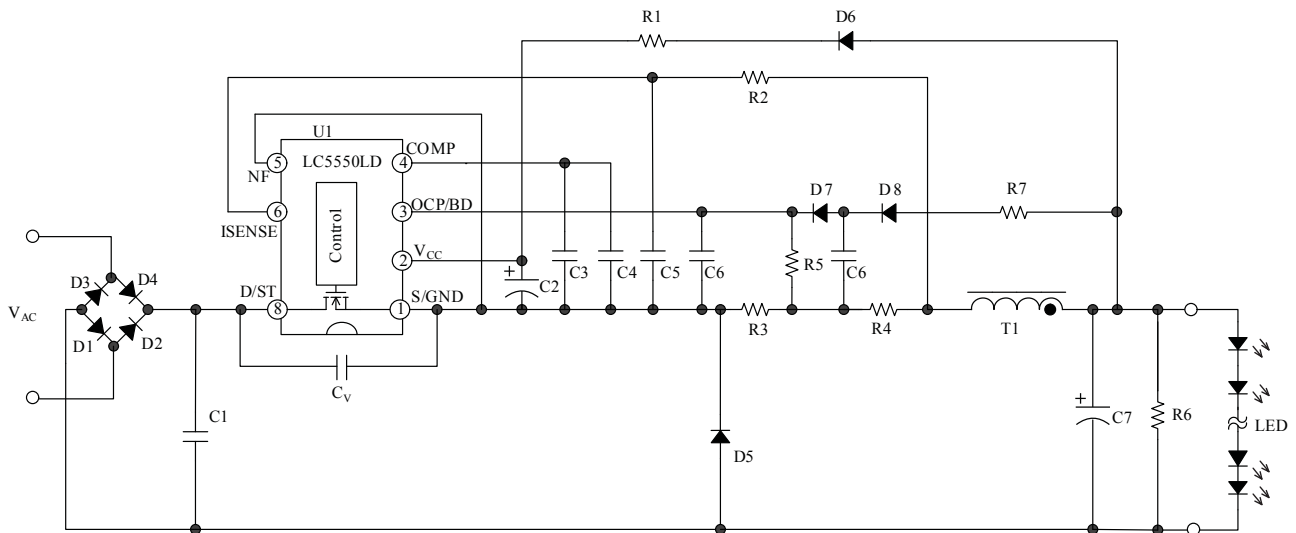 R1
D6
R2
U1
LC5550LD
COMP
5
4
NF
D7
D8
R7
6
3
OCP/BD
ISENSE
Control
VCC
2
D3
D4
C3
C4
C5
C6
R5
C6
D/ST
C2
S/GND
8
1
VAC
D1
D2
R3
R4
T1
CV
C1
C7
R6
LED
D5
+
+